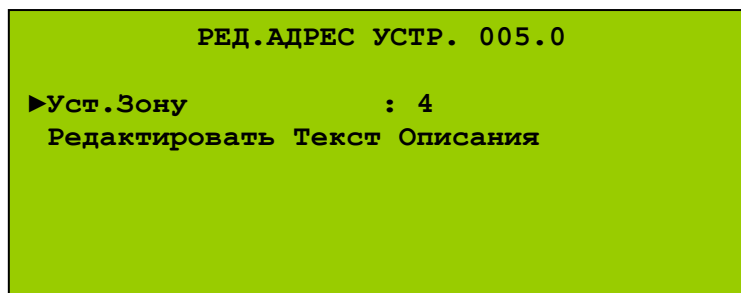 РЕД.АДРЕС УСТР. 005.0
►Уст.Зону : 4
Редактировать Текст Описания